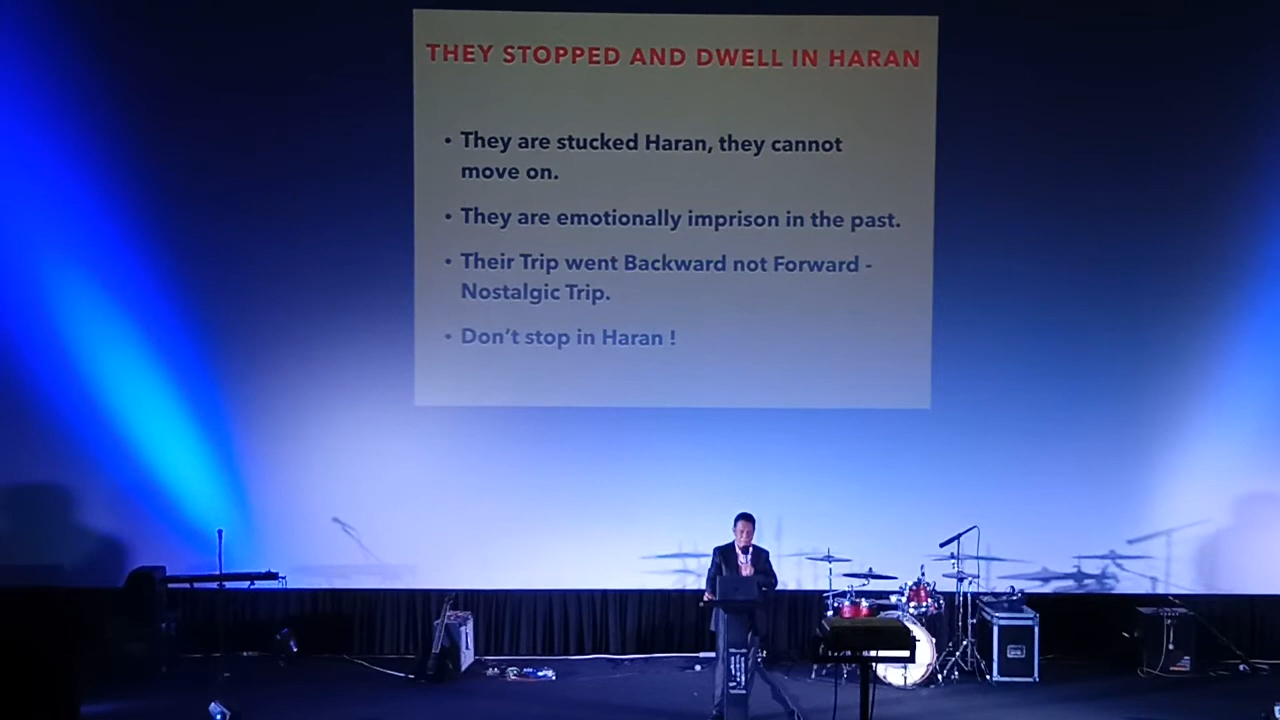 THEY STOPPED AND DWELL IN HARAN
• They are stucked Haran, they cannot
move on.
• They are emotionally imprison in the past.
• Their Trip went Backward not Forward -
Nostalgic Trip.
• Don't stop in Haran !